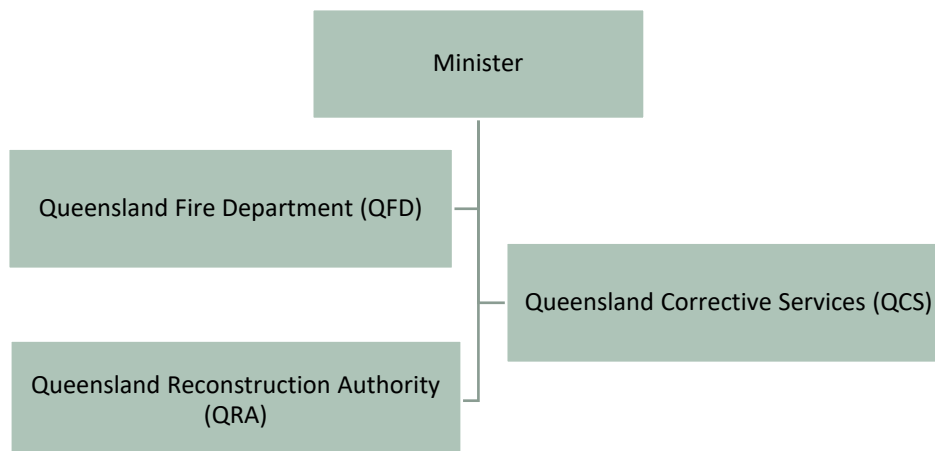 Minister
Queensland Fire Department (QFD)
Queensland Corrective Services (QCS)
Queensland Reconstruction Authority
(QRA)